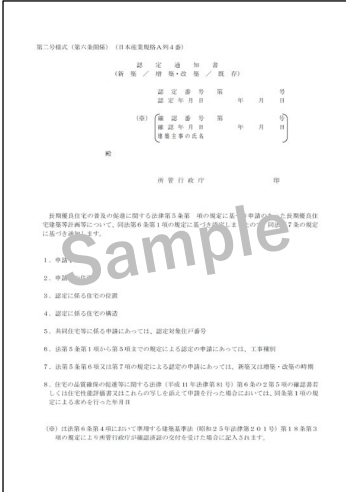 第二号様式（第六条関係）（日本産業規格A列4番）
認 定 通 知 書
（新 築 ／ 増 築・改 築 ／ 既 存）
認 定 番 号 第 号
認 定 年 月 日 年 月 日
（※） 確 認 番 号 第 号
確 認 年 月 日 年 月 日
建 築 主 事 の 氏 名
殿
所 管 行 政 庁 印
長期優良住宅の普及の促進に関する法律第５条第 項の規定に基づき申請のあった長期優良住
宅建築等計画等について、同法第６条第１項の規定に基づき認定しましたので、同法第７条の規定
に基づき通知します。
Sample
１．申請
２．申請
３．認定に係る住宅の位置
４．認定に係る住宅の構造
５．共同住宅等に係る申請にあっては、認定対象住戸番号
６．法第５条第１項から第５項までの規定による認定の申請にあっては、工事種別
７．法第５条第６項又は第７項の規定による認定の申請にあっては、新築又は増築・改築の時期
８．住宅の品質確保の促進等に関する法律（平成11年法律第81号）第６条の２第５項の確認書若
しくは住宅性能評価書又はこれらの写しを添えて申請を行った場合においては、同条第１項の規
定による求めを行った年月日
（※）は法第６条第４項において準用する建築基準法（昭和２５年法律第２０１号）第１８条第３
項の規定により所管行政庁が確認済証の交付を受けた場合に記入されます。